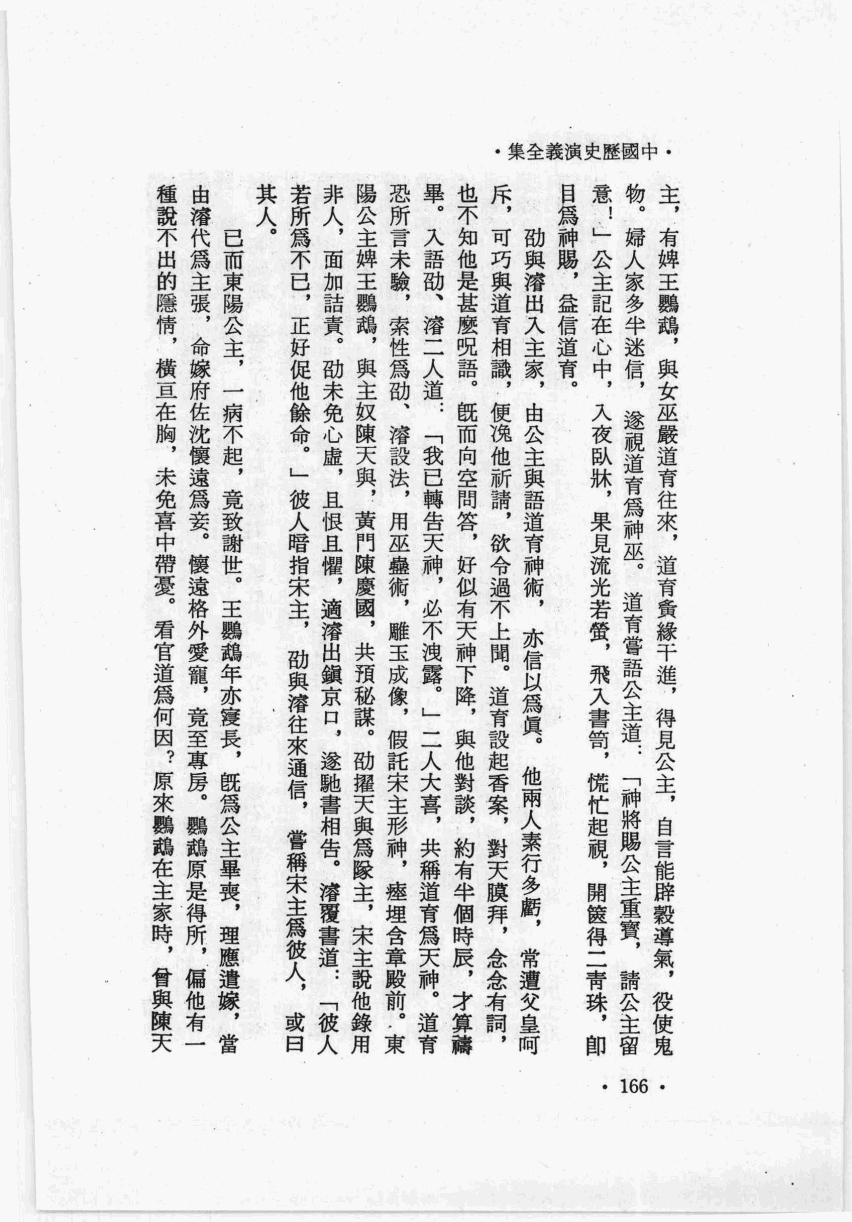 ·中國歷史演義全集·
主，有婢王鸚鵡，與女巫嚴道育往來，道育夤緣干進，得見公主，自言能辟穀導氣，役使鬼
物。婦人家多半迷信，遂視道育爲神巫。道育嘗語公主道：「神將賜公主重寶，請公主留
意！」公主記在心中，入夜臥牀，果見流光若螢，飛入書笥，慌忙起視，開篋得二靑珠，卽
目爲神賜，益信道育。
劭與濬出入主家，由公主與語道育神術，亦信以爲眞。他兩人素行多虧，常遭父皇呵
斥，可巧與道育相識，便浼他祈請，欲令過不上聞。道育設起香案，對天膜拜，念念有詞，
也不知他是甚麼呪語。旣而向空問答，好似有天神下降，與他對談，約有半個時辰，才算禱
畢。入語劭、濬二人道：「我已轉告天神，必不洩露。」二人大喜，共稱道育爲天神。道育
恐所言未驗，索性爲劭、濬設法，用巫蠱術，雕玉成像，假託宋主形神，瘞埋含章殿前。東
陽公主婢王鸚鵡，與主奴陳天與，黃門陳慶國，共預秘謀。劭擢天與爲隊主，宋主說他錄用
非人，面加詰責。劭未免心虛，且恨且懼，適濬出鎭京口，遂馳書相告。濬覆書道：「彼人
若所爲不已，正好促他餘命。」彼人暗指宋主，劭與濬往來通信，嘗稱宋主爲彼人，或曰
其人。
已而東陽公主，一病不起，竟致謝世。王鸚鵡年亦寖長，旣爲公主畢喪，理應遣嫁，當
由濬代爲主張，命嫁府佐沈懷遠爲妾。懷遠格外愛寵，竟至專房。鸚鵡原是得所，偏他有一
種說不出的隱情，橫亘在胸，未免喜中帶憂。看官道爲何因？原來鸚鵡在主家時，曾與陳天
·166·